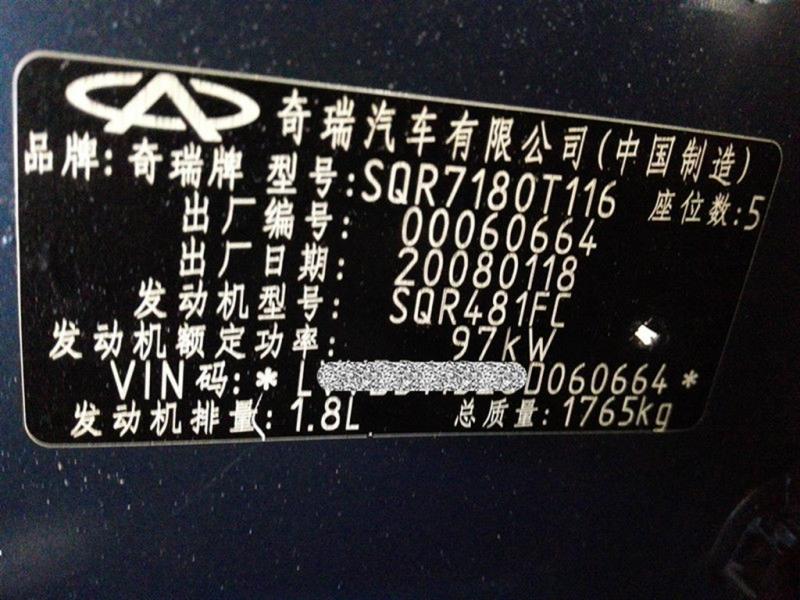 奇瑞汽车有限公司(中国制造)
品牌:奇瑞牌 型号:SQR7180T116 座位数:5
出厂编号: 00060664
出厂日期: 20080118
发动机型号: SQR481FC
发动机额定功率: 97kW
VIN码:*L D060664*
发动机排量:1.8L 总质量:1765kg